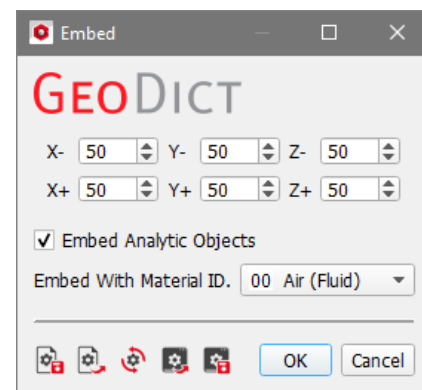 Embed
GEODICT
X- 50 Y- 50 Z- 50
X+ 50 Y+ 50 Z+ 50
Embed Analytic Objects
Embed With Material ID. 00 Air (Fluid)
OK Cancel